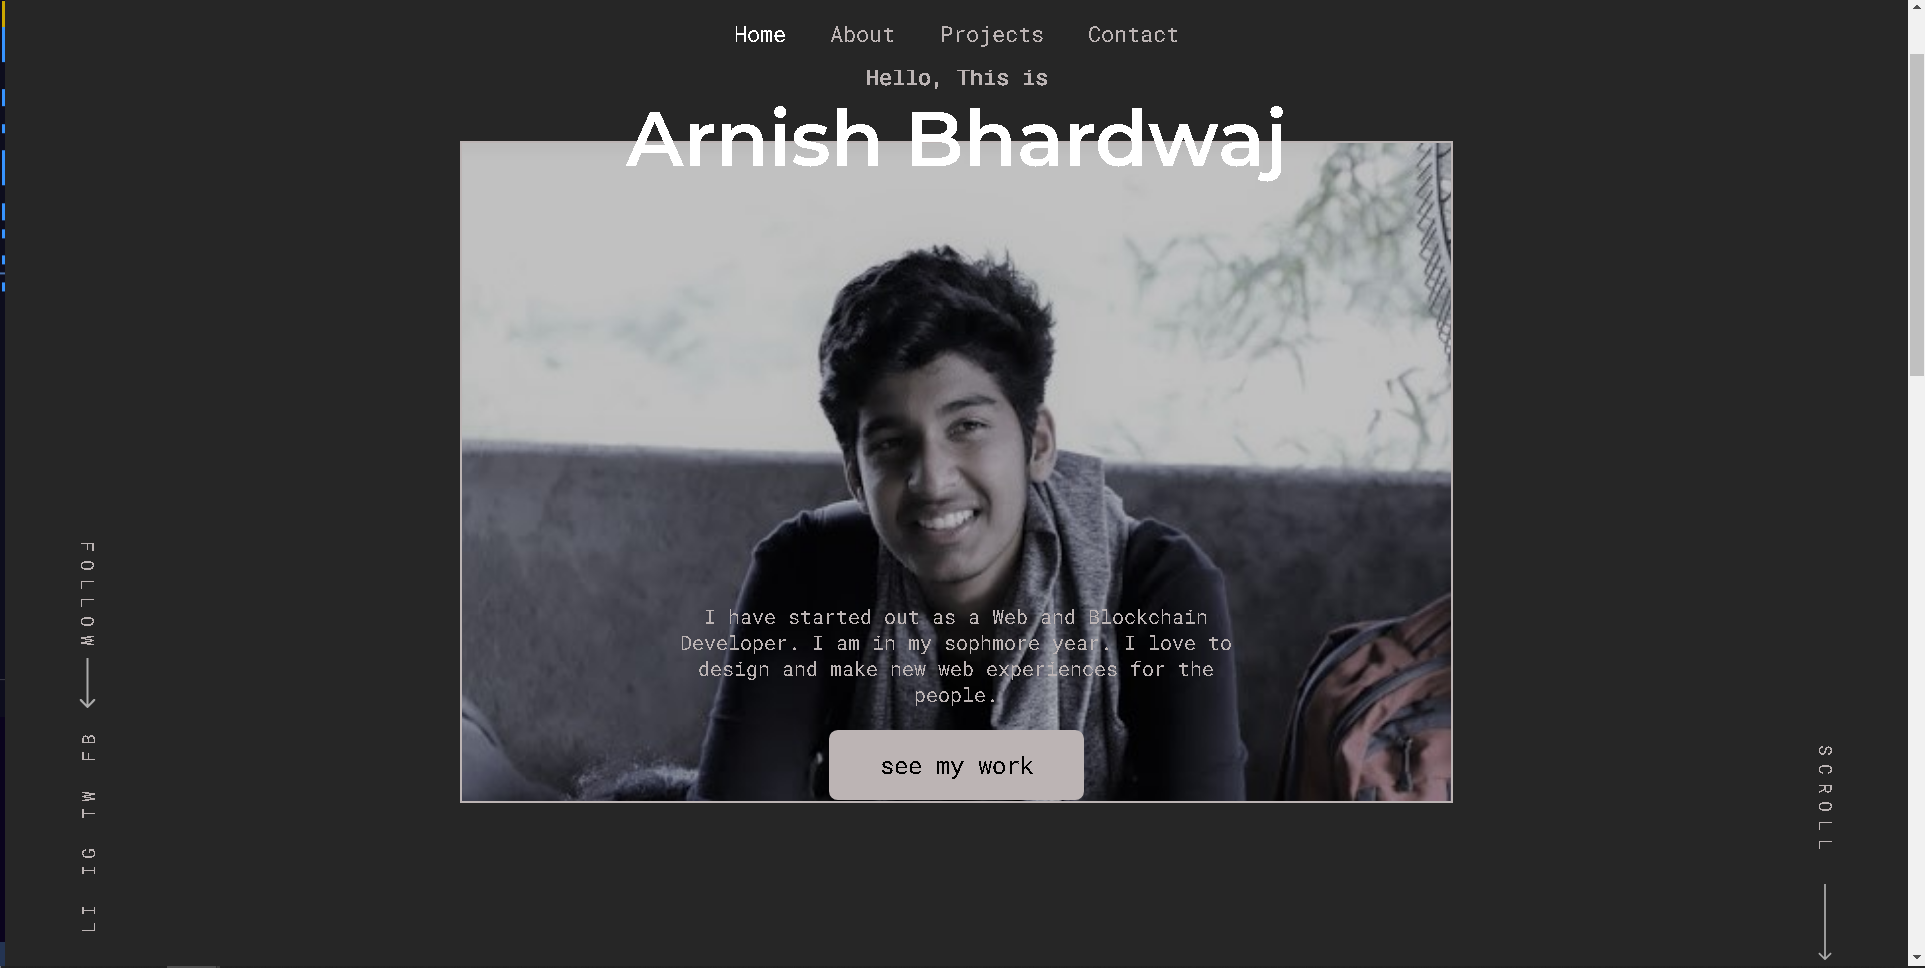 Home About Projects Contact
Hello, This is
Arnish Bhardwaj
I have started out as a Web and Blockchain
Developer. I am in my sophmore year. I love to
design and make new web experiences for the
people.
see my work
FOLLOW
FB
TW
IG
LI
SCROLL